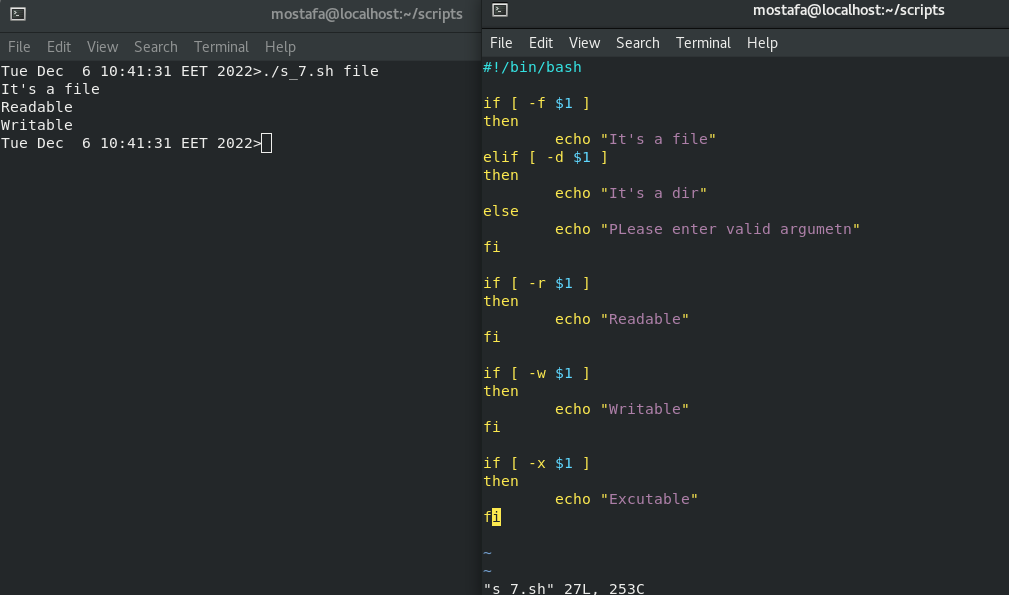 mostafa@localhost:~/scripts
File Edit View Search Terminal Help
Tue Dec  6 10:41:31 EET 2022>./s_7.sh file
It's a file
Readable
Writable
Tue Dec  6 10:41:31 EET 2022>
mostafa@localhost:~/scripts
File Edit View Search Terminal Help
#!/bin/bash

if [ -f $1 ]
then
        echo "It's a file"
elif [ -d $1 ]
then
        echo "It's a dir"
else
        echo "PLease enter valid argumetn"
fi

if [ -r $1 ]
then
        echo "Readable"
fi

if [ -w $1 ]
then
        echo "Writable"
fi

if [ -x $1 ]
then
        echo "Excutable"
fi

~
~
"s_7.sh" 27L, 253C